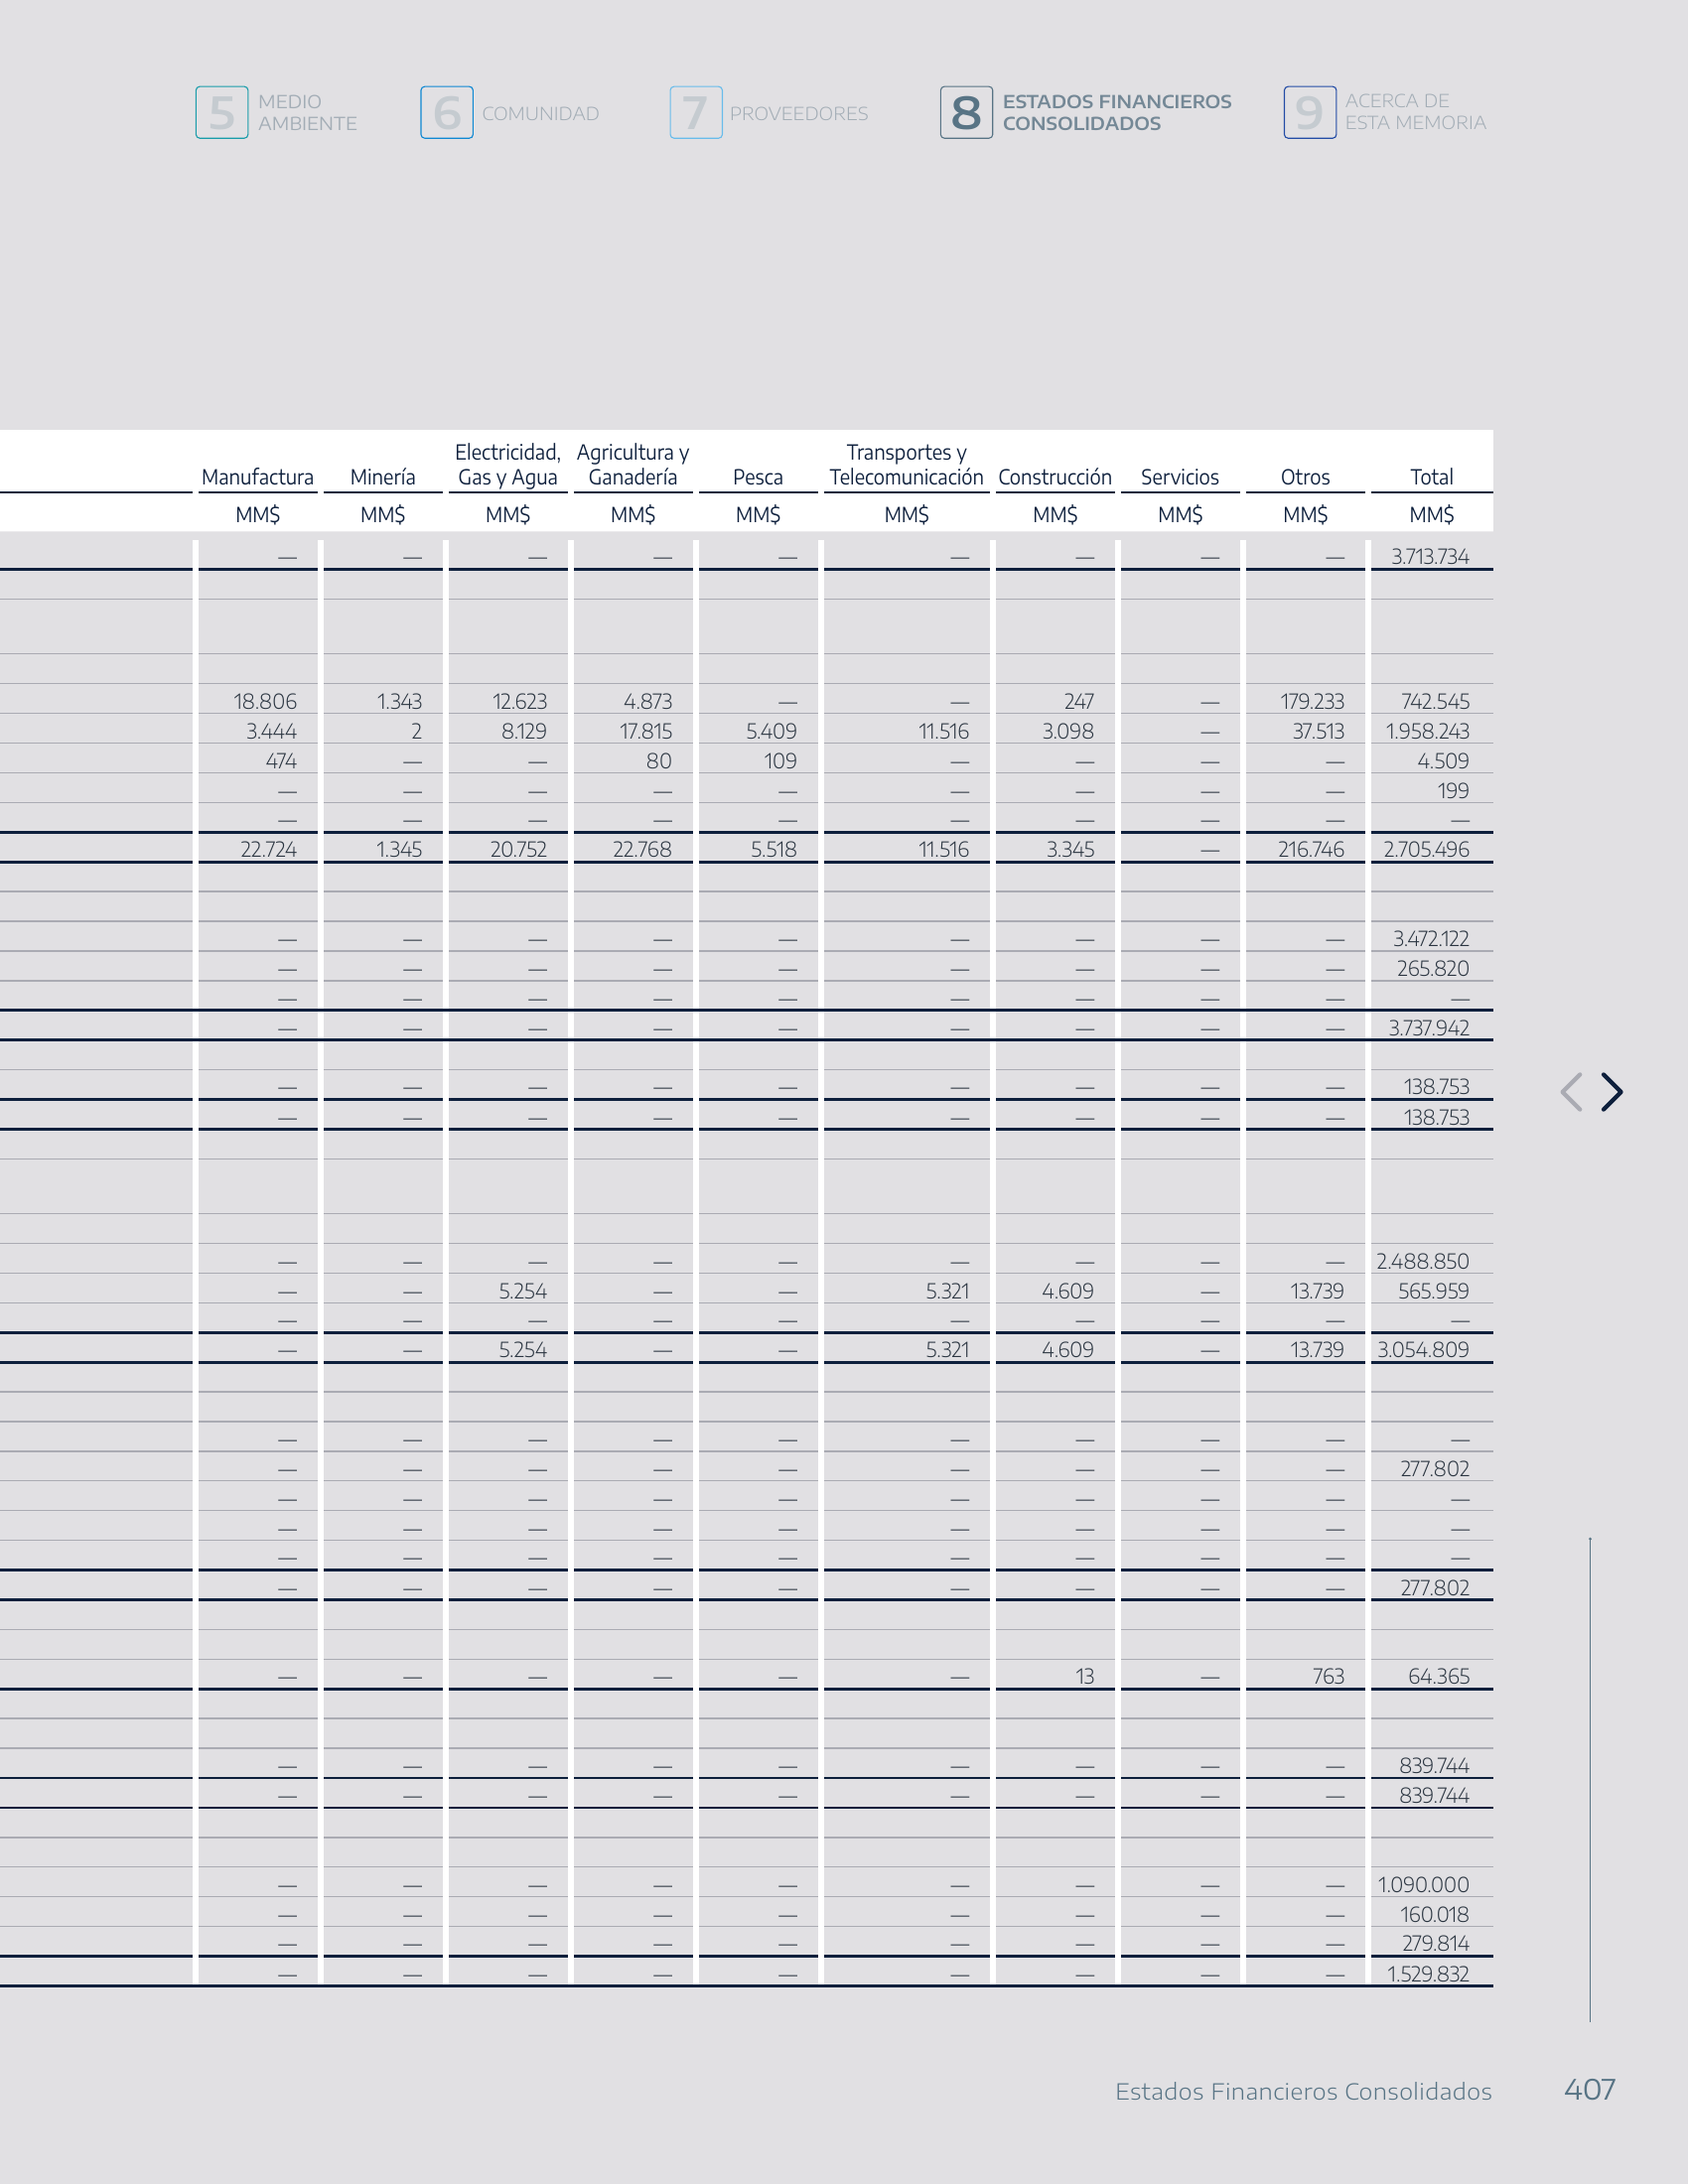 5 MEDIO AMBIENTE
6 COMUNIDAD
7 PROVEEDORES
8 ESTADOS FINANCIEROS CONSOLIDADOS
9 ACERCA DE ESTA MEMORIA
Manufactura Minería Electricidad, Gas y Agua Agricultura y Ganadería Pesca Transportes y Telecomunicación Construcción Servicios Otros Total
MM$ MM$ MM$ MM$ MM$ MM$ MM$ MM$ MM$ MM$
— — — — — — — — — 3.713.734
18.806 1.343 12.623 4.873 — — 247 — 179.233 742.545
3.444 2 8.129 17.815 5.409 11.516 3.098 — 37.513 1.958.243
474 — — 80 109 — — — — 4.509
— — — — — — — — — 199
— — — — — — — — — —
22.724 1.345 20.752 22.768 5.518 11.516 3.345 — 216.746 2.705.496
— — — — — — — — — 3.472.122
— — — — — — — — — 265.820
— — — — — — — — — —
— — — — — — — — — 3.737.942
— — — — — — — — — 138.753
— — — — — — — — — 138.753
— — — — — — — — — 2.488.850
— — 5.254 — — 5.321 4.609 — 13.739 565.959
— — — — — — — — — —
— — 5.254 — — 5.321 4.609 — 13.739 3.054.809
— — — — — — — — — —
— — — — — — — — — 277.802
— — — — — — — — — —
— — — — — — — — — —
— — — — — — — — — —
— — — — — — — — — 277.802
— — — — — — 13 — 763 64.365
— — — — — — — — — 839.744
— — — — — — — — — 839.744
— — — — — — — — — 1.090.000
— — — — — — — — — 160.018
— — — — — — — — — 279.814
— — — — — — — — — 1.529.832
Estados Financieros Consolidados 407